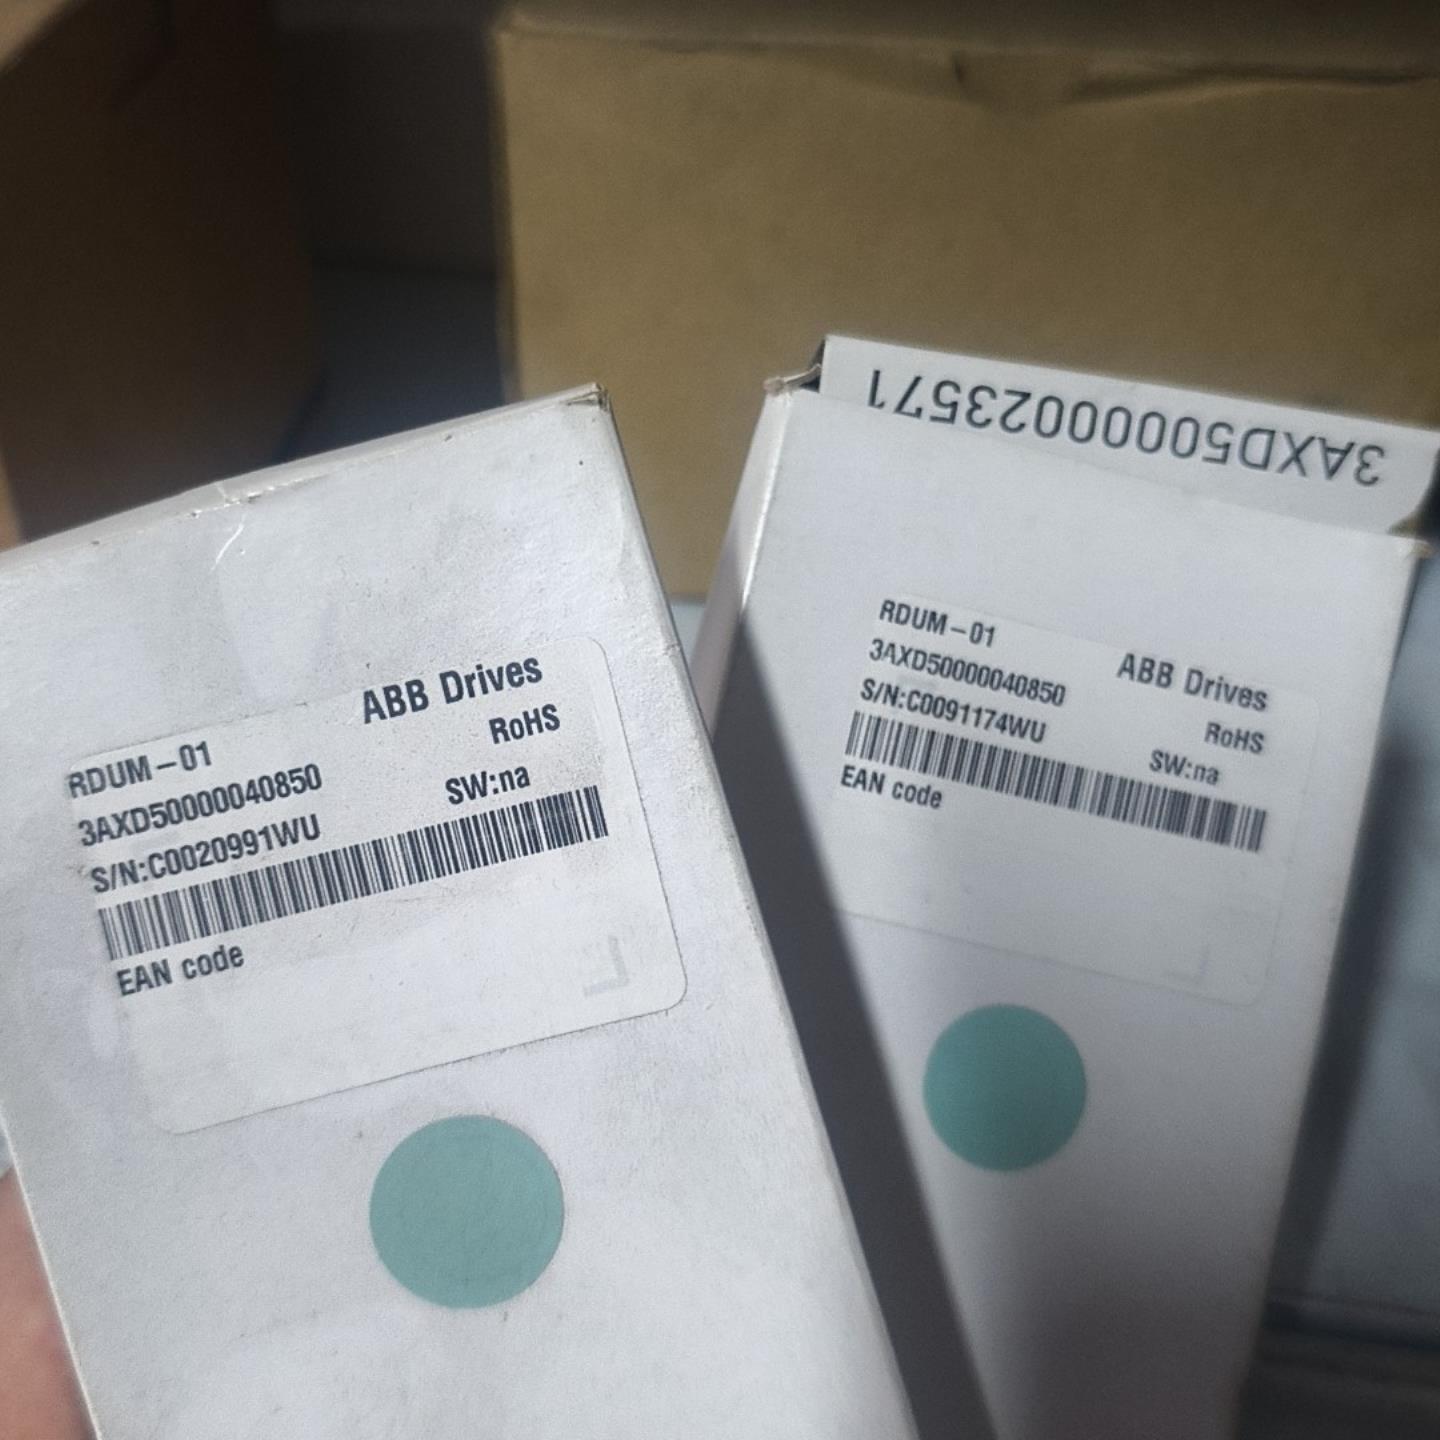 ABB Drives
RDUM-01
RoHS
3AXD50000040850
SW:na
S/N:C0020991WU
EAN code
3AXD50000023571
RDUM-01
ABB Drives
3AXD50000040850
RoHS
S/N:C0091174WU
SW:na
EAN code